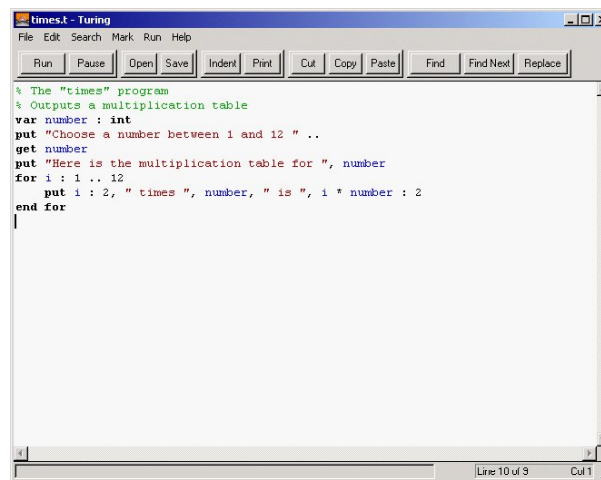 times.t - Turing
File Edit Search Mark Run Help
Run Pause Open Save Indent Print Cut Copy Paste Find Find Next Replace
% The "times" program
% Outputs a multiplication table
var number : int
put "Choose a number between 1 and 12 " ..
get number
put "Here is the multiplication table for ", number
for i : 1 .. 12
put i : 2, " times ", number, " is ", i * number : 2
end for
Line 10 of 9 Col 1